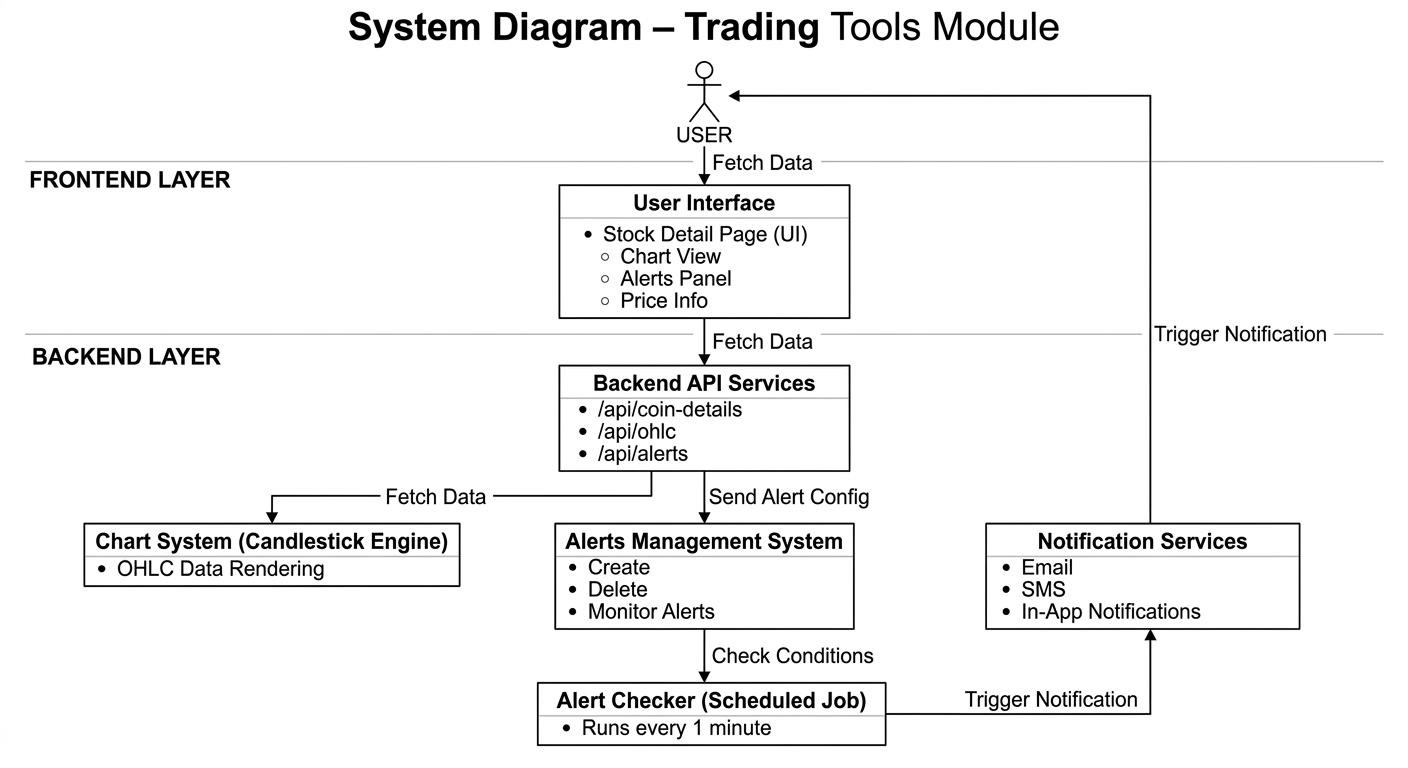 System Diagram – Trading Tools Module
USER
Fetch Data
FRONTEND LAYER
User Interface
• Stock Detail Page (UI)
○ Chart View
○ Alerts Panel
○ Price Info
Trigger Notification
Fetch Data
BACKEND LAYER
Backend API Services
• /api/coin-details
• /api/ohlc
• /api/alerts
Fetch Data
Send Alert Config
Chart System (Candlestick Engine)
• OHLC Data Rendering
Alerts Management System
• Create
• Delete
• Monitor Alerts
Notification Services
• Email
• SMS
• In-App Notifications
Check Conditions
Alert Checker (Scheduled Job)
• Runs every 1 minute
Trigger Notification